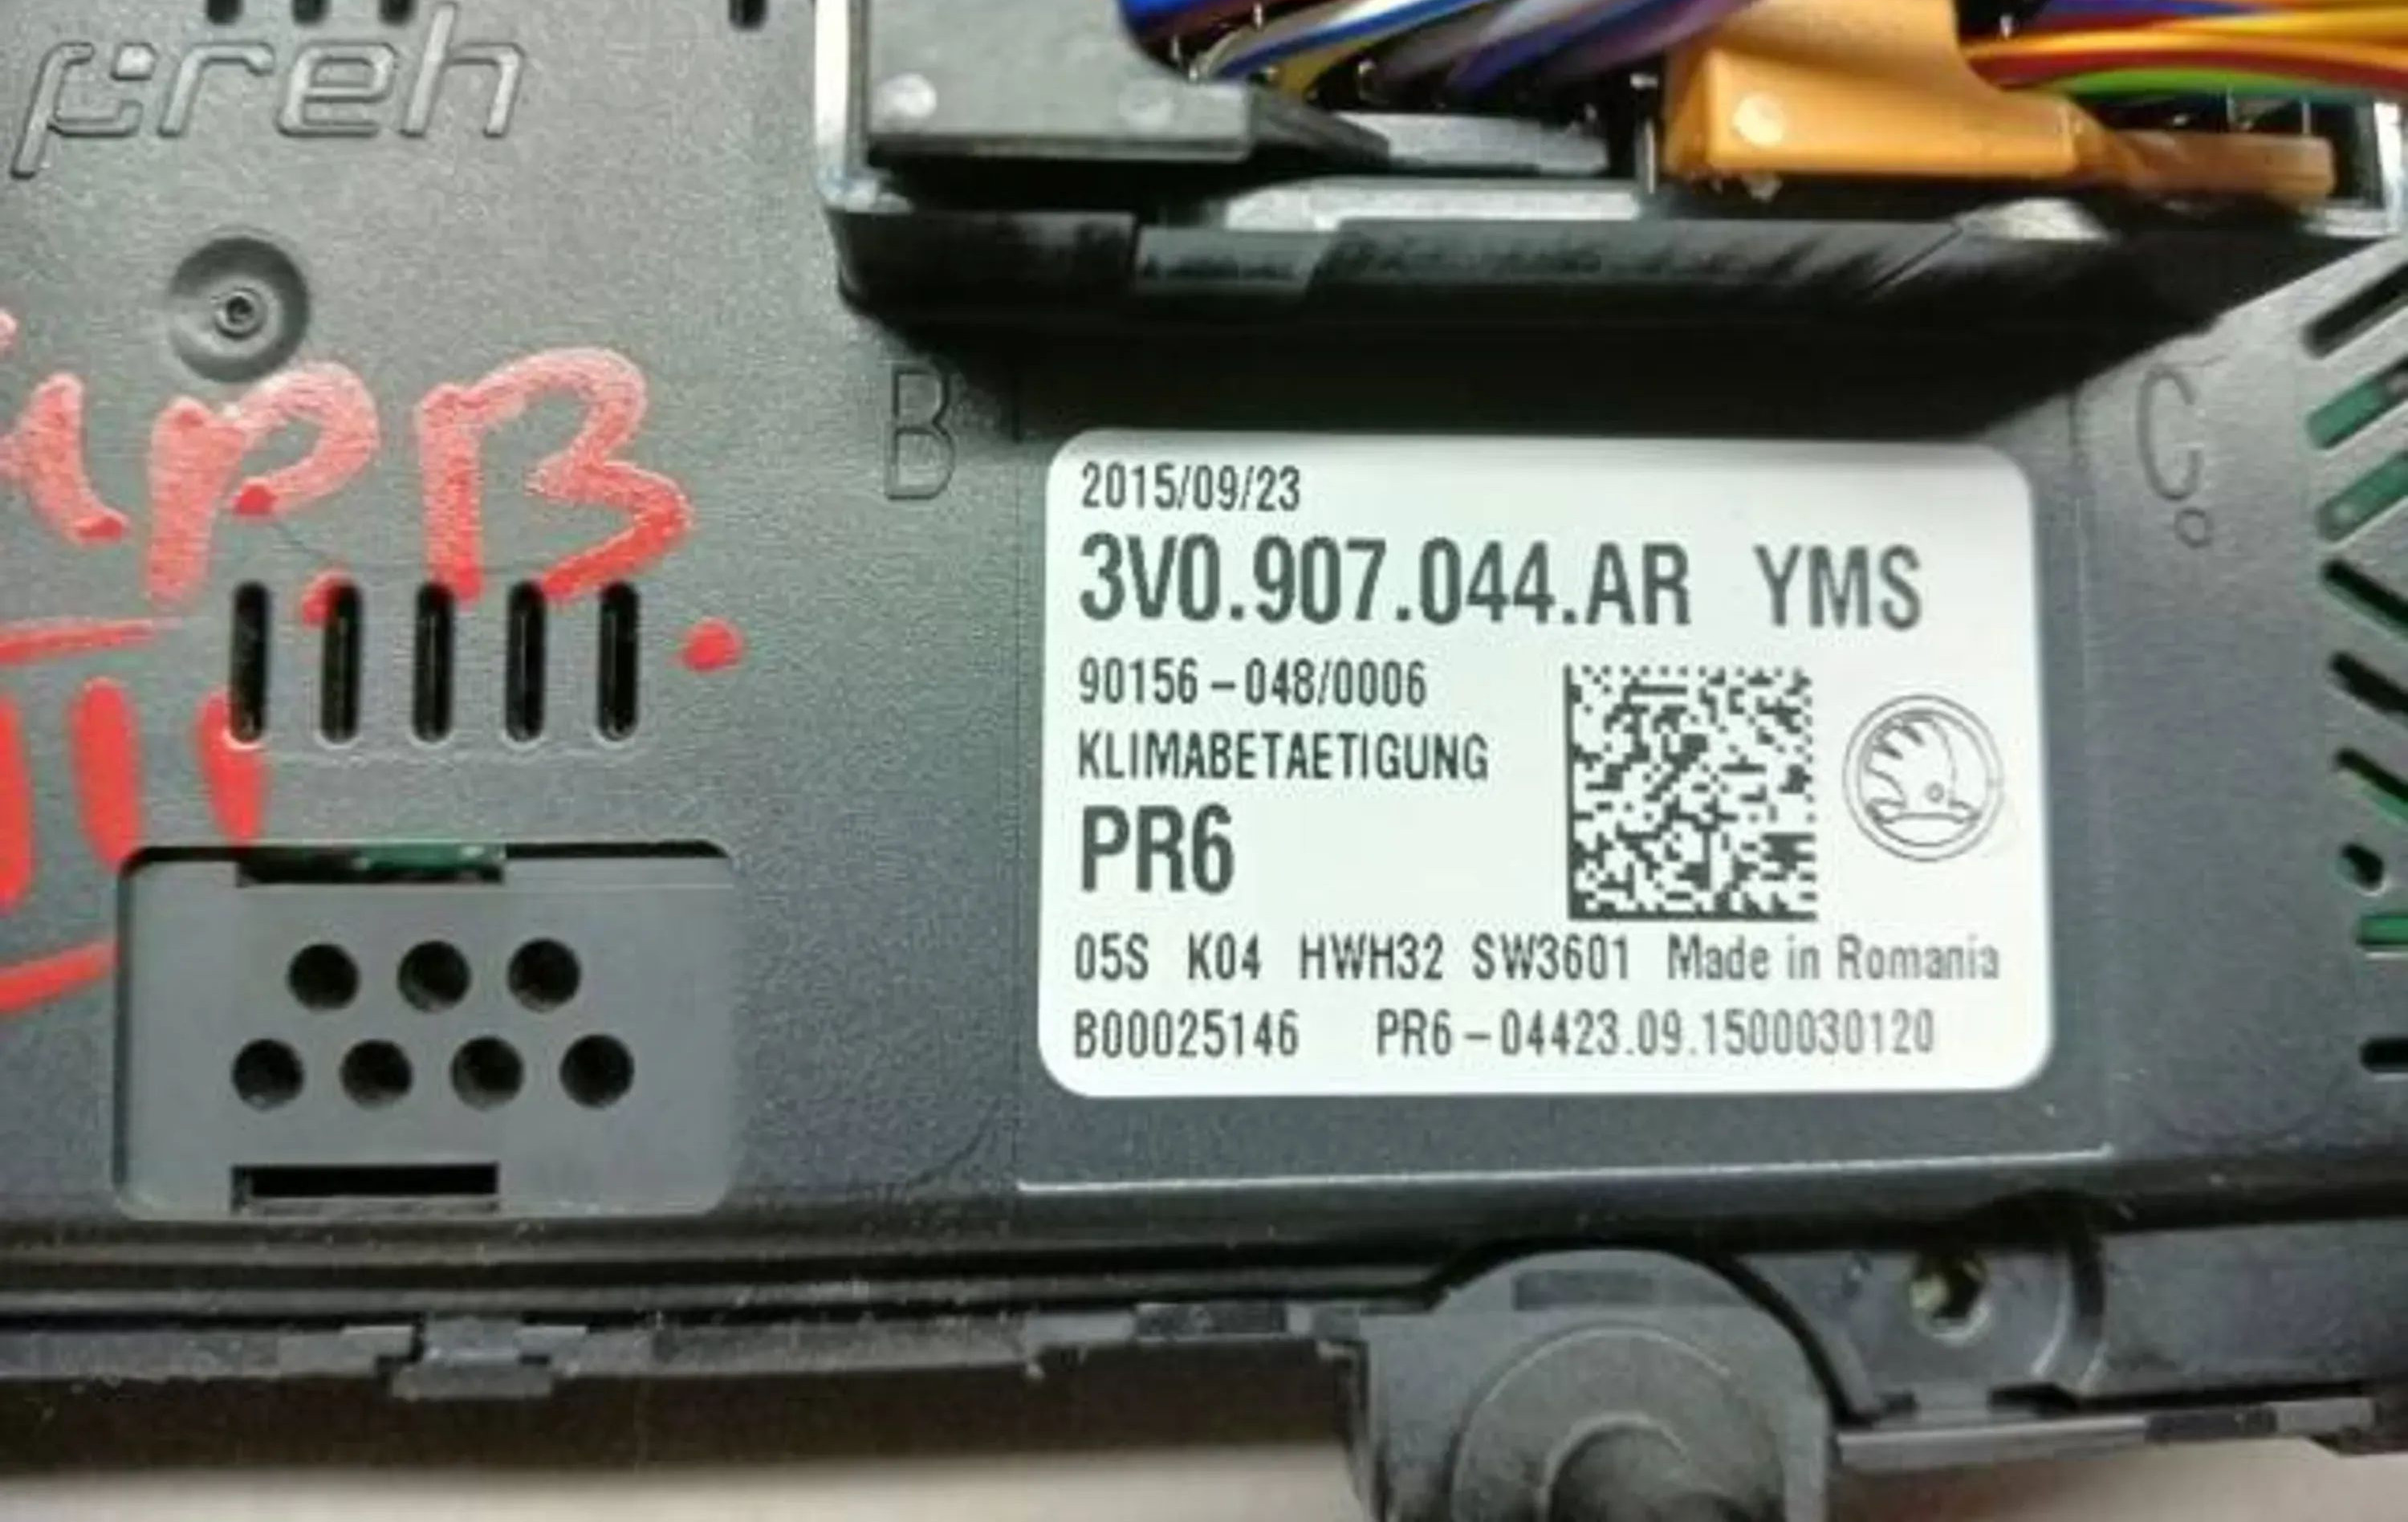 preh
B
C
2015/09/23
3V0.907.044.AR YMS
90156-048/0006
KLIMABETAETIGUNG
PR6
05S K04 HWH32 SW3601 Made in Romania
B00025146 PR6-04423.09.1500030120